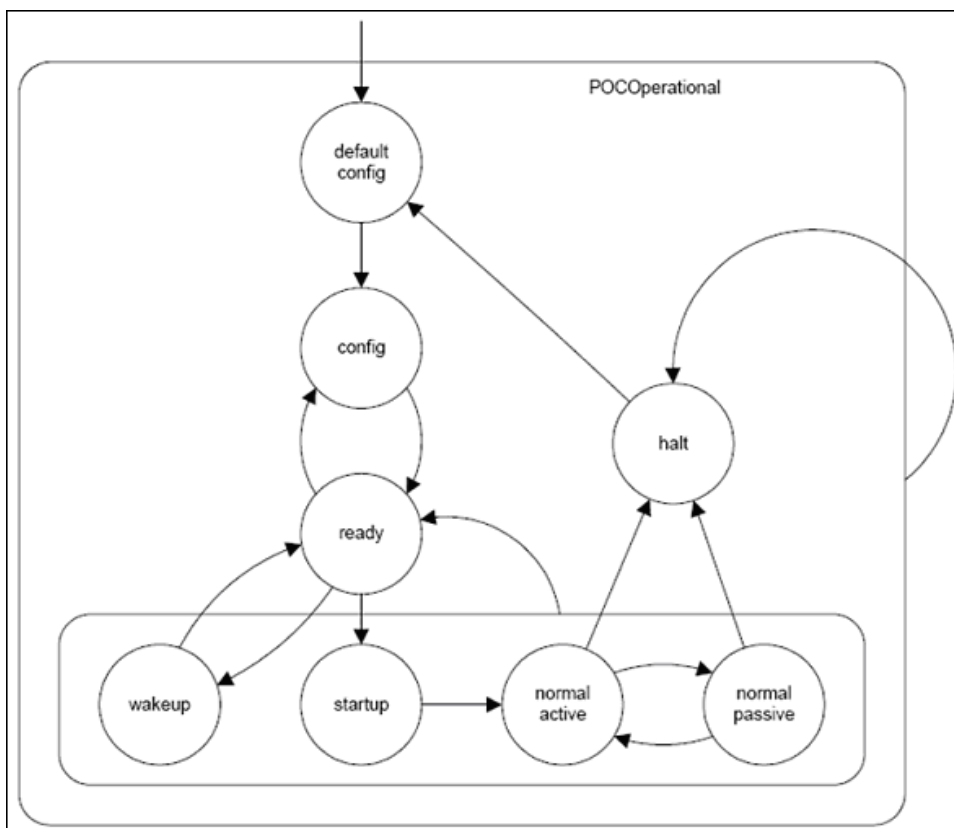 POCOperational
default
config
config
halt
ready
wakeup
startup
normal
active
normal
passive